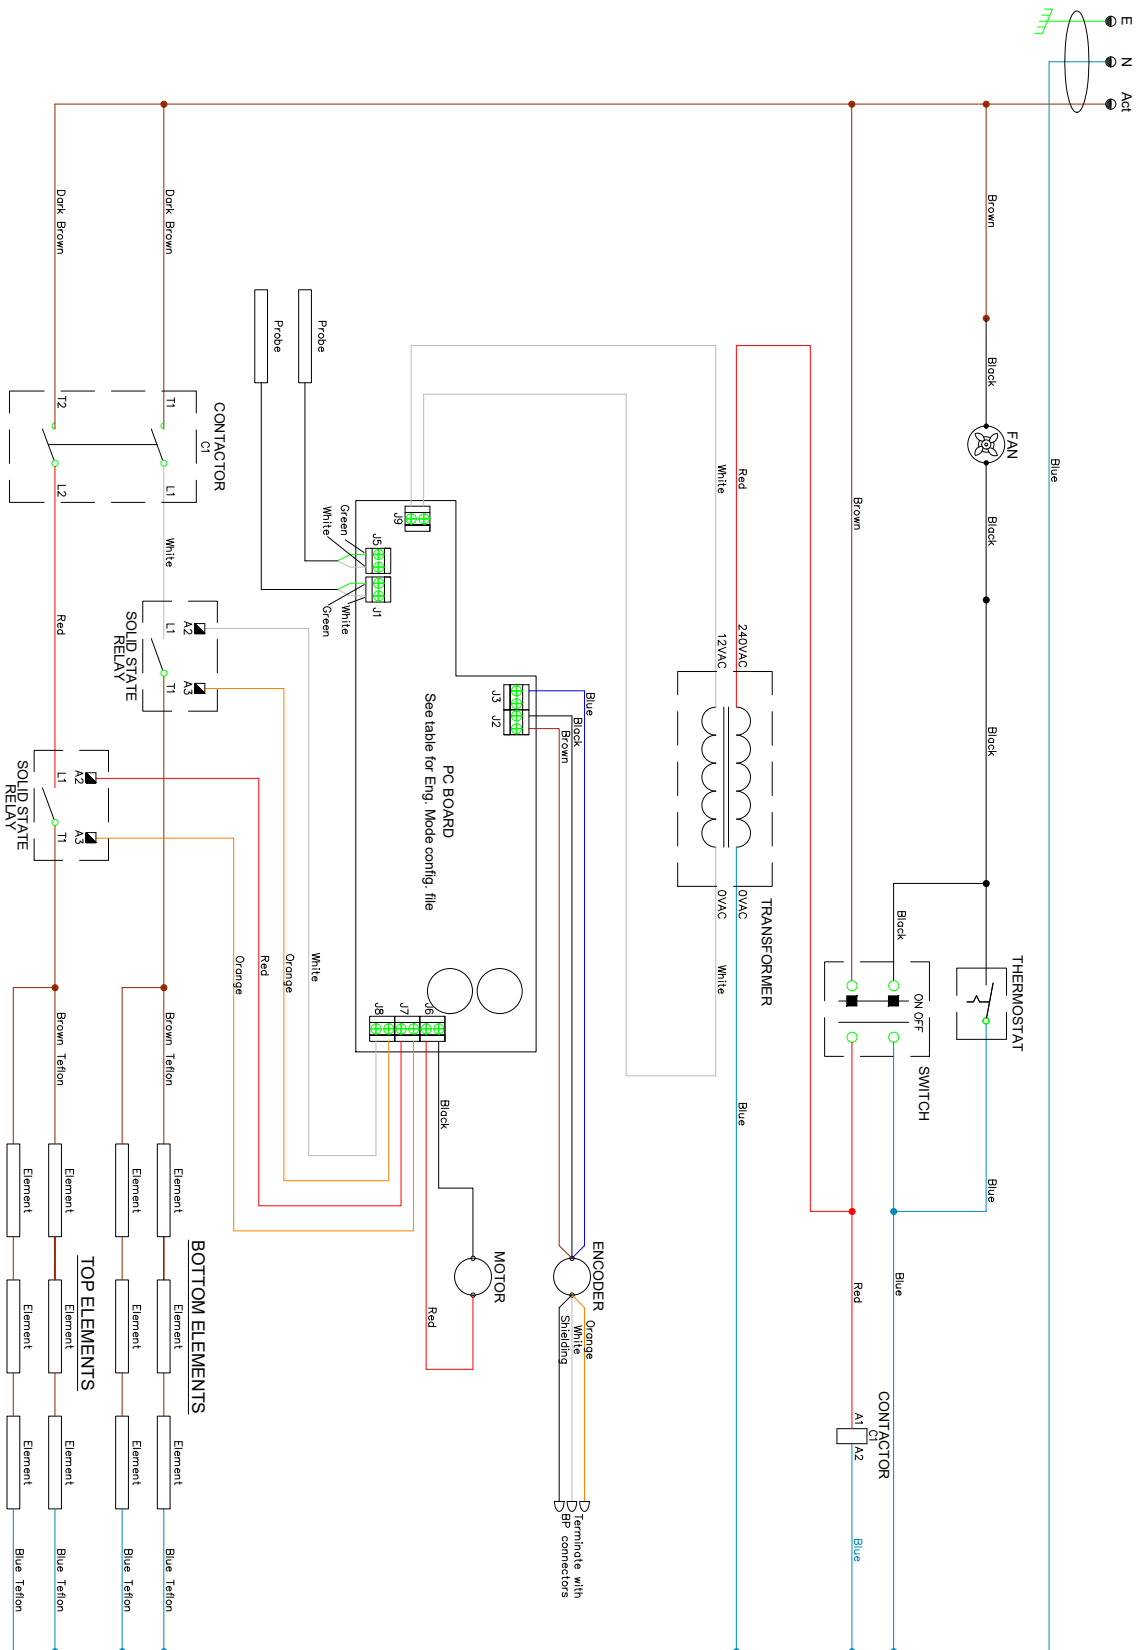 E
N
Act
Blue
Brown
Black
FAN
Black
Black
Black
THERMOSTAT
Blue
Brown
ON OFF
SWITCH
Blue
Red
CONTACTOR
C1
A1
A2
Blue
Red
White
240VAC
12VAC
TRANSFORMER
0VAC
0VAC
White
Blue
Probe
Probe
J9
Green
White
J5
J1
White
Green
PC BOARD
See table for Eng. Mode config. file
J3
J2
Blue
Black
Brown
J6
J7
J8
Black
Red
MOTOR
ENCODER
Orange
White
Shielding
Terminate with
BP connectors
Dark Brown
Dark Brown
CONTACTOR
C1
T1
L1
T2
L2
White
Red
L1
A2
T1
A3
SOLID STATE
RELAY
L1
A2
T1
A3
SOLID STATE
RELAY
White
Orange
Red
Orange
Brown Teflon
Brown Teflon
BOTTOM ELEMENTS
Element
Element
Element
Blue Teflon
Element
Element
Element
Blue Teflon
TOP ELEMENTS
Element
Element
Element
Blue Teflon
Element
Element
Element
Blue Teflon